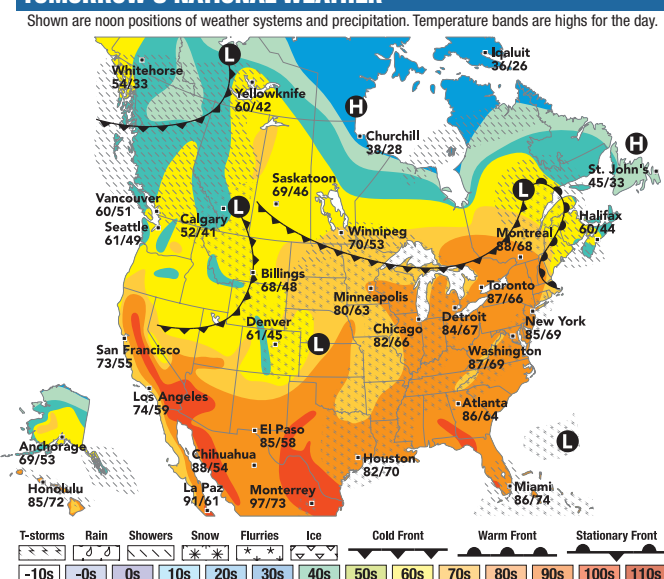 TOMORROW'S NATIONAL WEATHER
Shown are noon positions of weather systems and precipitation. Temperature bands are highs for the day.
L
Iqaluit
36/26
Whitehorse
54/33
Yellowknife
60/42
H
Churchill
38/28
H
St. John's
45/33
Saskatoon
69/46
L
Vancouver
60/51
Seattle
61/49
Calgary
52/41
L
Winnipeg
70/53
Montreal
88/68
Halifax
60/44
Billings
68/48
Minneapolis
80/63
Toronto
87/66
Denver
61/45
L
Chicago
82/66
Detroit
84/67
New York
85/69
San Francisco
73/55
Washington
87/69
Los Angeles
74/59
Atlanta
86/64
El Paso
85/58
L
Anchorage
69/53
Chihuahua
88/54
Houston
82/70
Honolulu
85/72
La Paz
91/61
Monterrey
97/73
Miami
86/74
T-storms Rain Showers Snow Flurries Ice Cold Front Warm Front Stationary Front
-10s -0s 0s 10s 20s 30s 40s 50s 60s 70s 80s 90s 100s 110s